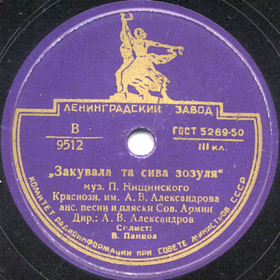 ЛЕНИНГРАДСКИЙ ЗАВОД
В
9512
ГОСТ 5289-50
III кл.
„Закувала та сива зозуля“
муз. П. Нищинского
Краснозн. им. А. В. Александрова
анс. песни и пляски Сов. Армии
Дир.: А. В. Александров
Солист:
В. Панков
КОМИТЕТ РАДИОИНФОРМАЦИИ ПРИ СОВЕТЕ МИНИСТРОВ СССР